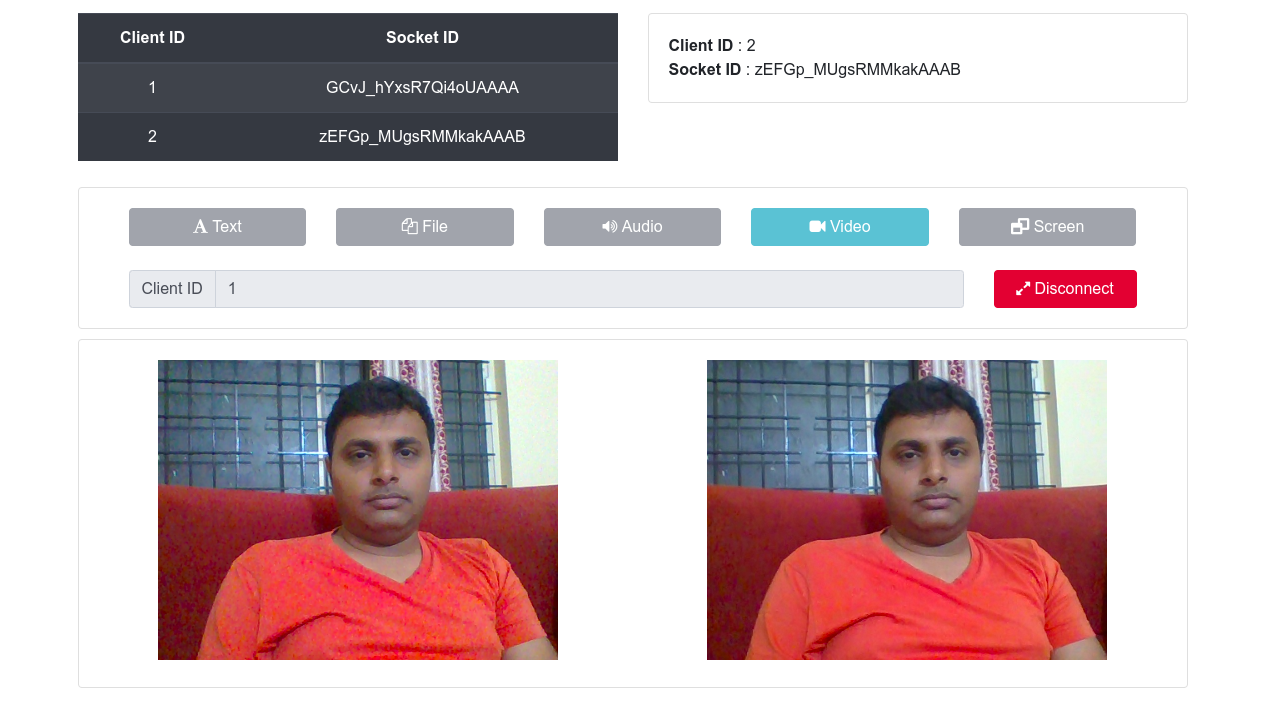 Client ID Socket ID
1 GCvJ_hYxsR7Qi4oUAAAA
2 zEFGp_MUgsRMMkakAAAB
Client ID : 2
Socket ID : zEFGp_MUgsRMMkakAAAB
Text File Audio Video Screen
Client ID 1 Disconnect